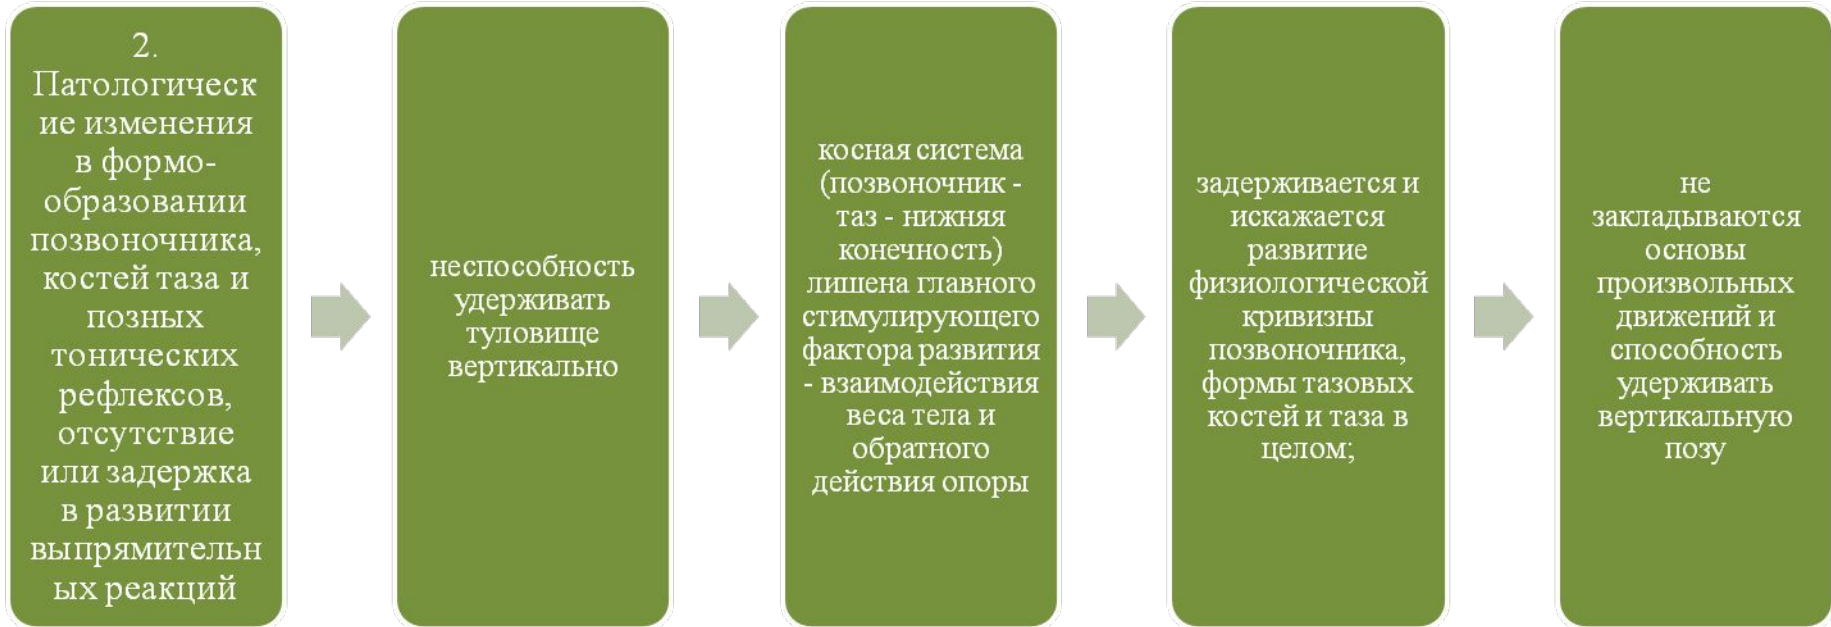 2.
Патологическ
ие изменения
в формо-
образовании
позвоночника,
костей таза и
позных
тонических
рефлексов,
отсутствие
или задержка
в развитии
выпрямительн
ых реакций
неспособность
удерживать
туловище
вертикально
косная система
(позвоночник -
таз - нижняя
конечность)
лишена главного
стимулирующего
фактора развития
- взаимодействия
веса тела и
обратного
действия опоры
задерживается и
искажается
развитие
физиологической
кривизны
позвоночника,
формы тазовых
костей и таза в
целом;
не
закладываются
основы
произвольных
движений и
способность
удерживать
вертикальную
позу